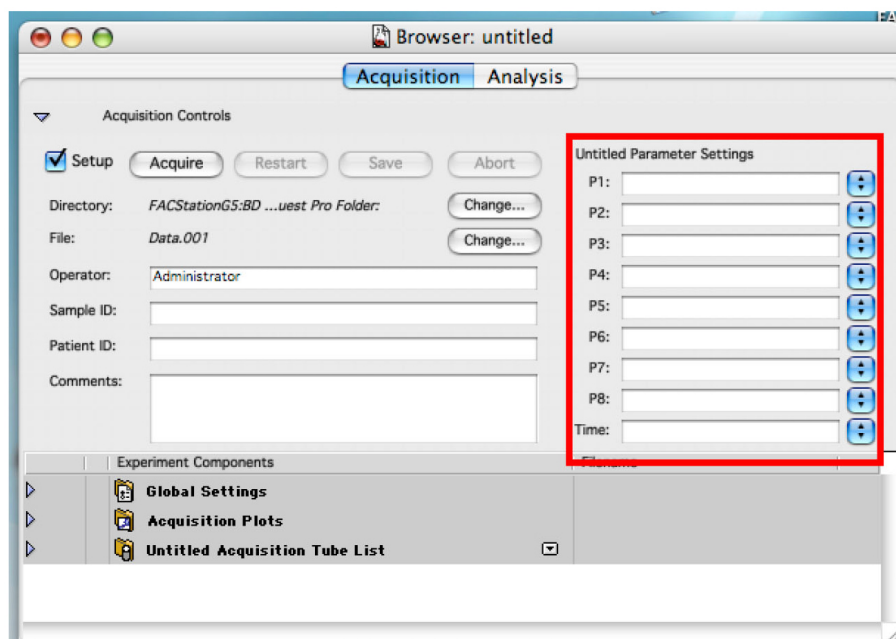 FA
Browser: untitled
Acquisition Analysis
Acquisition Controls
Setup Acquire Restart Save Abort
Directory: FACStationG5:BD ...uest Pro Folder: Change...
File: Data.001 Change...
Operator: Administrator
Sample ID:
Patient ID:
Comments:
Untitled Parameter Settings
P1:
P2:
P3:
P4:
P5:
P6:
P7:
P8:
Time:
Experiment Components Filename
Global Settings
Acquisition Plots
Untitled Acquisition Tube List